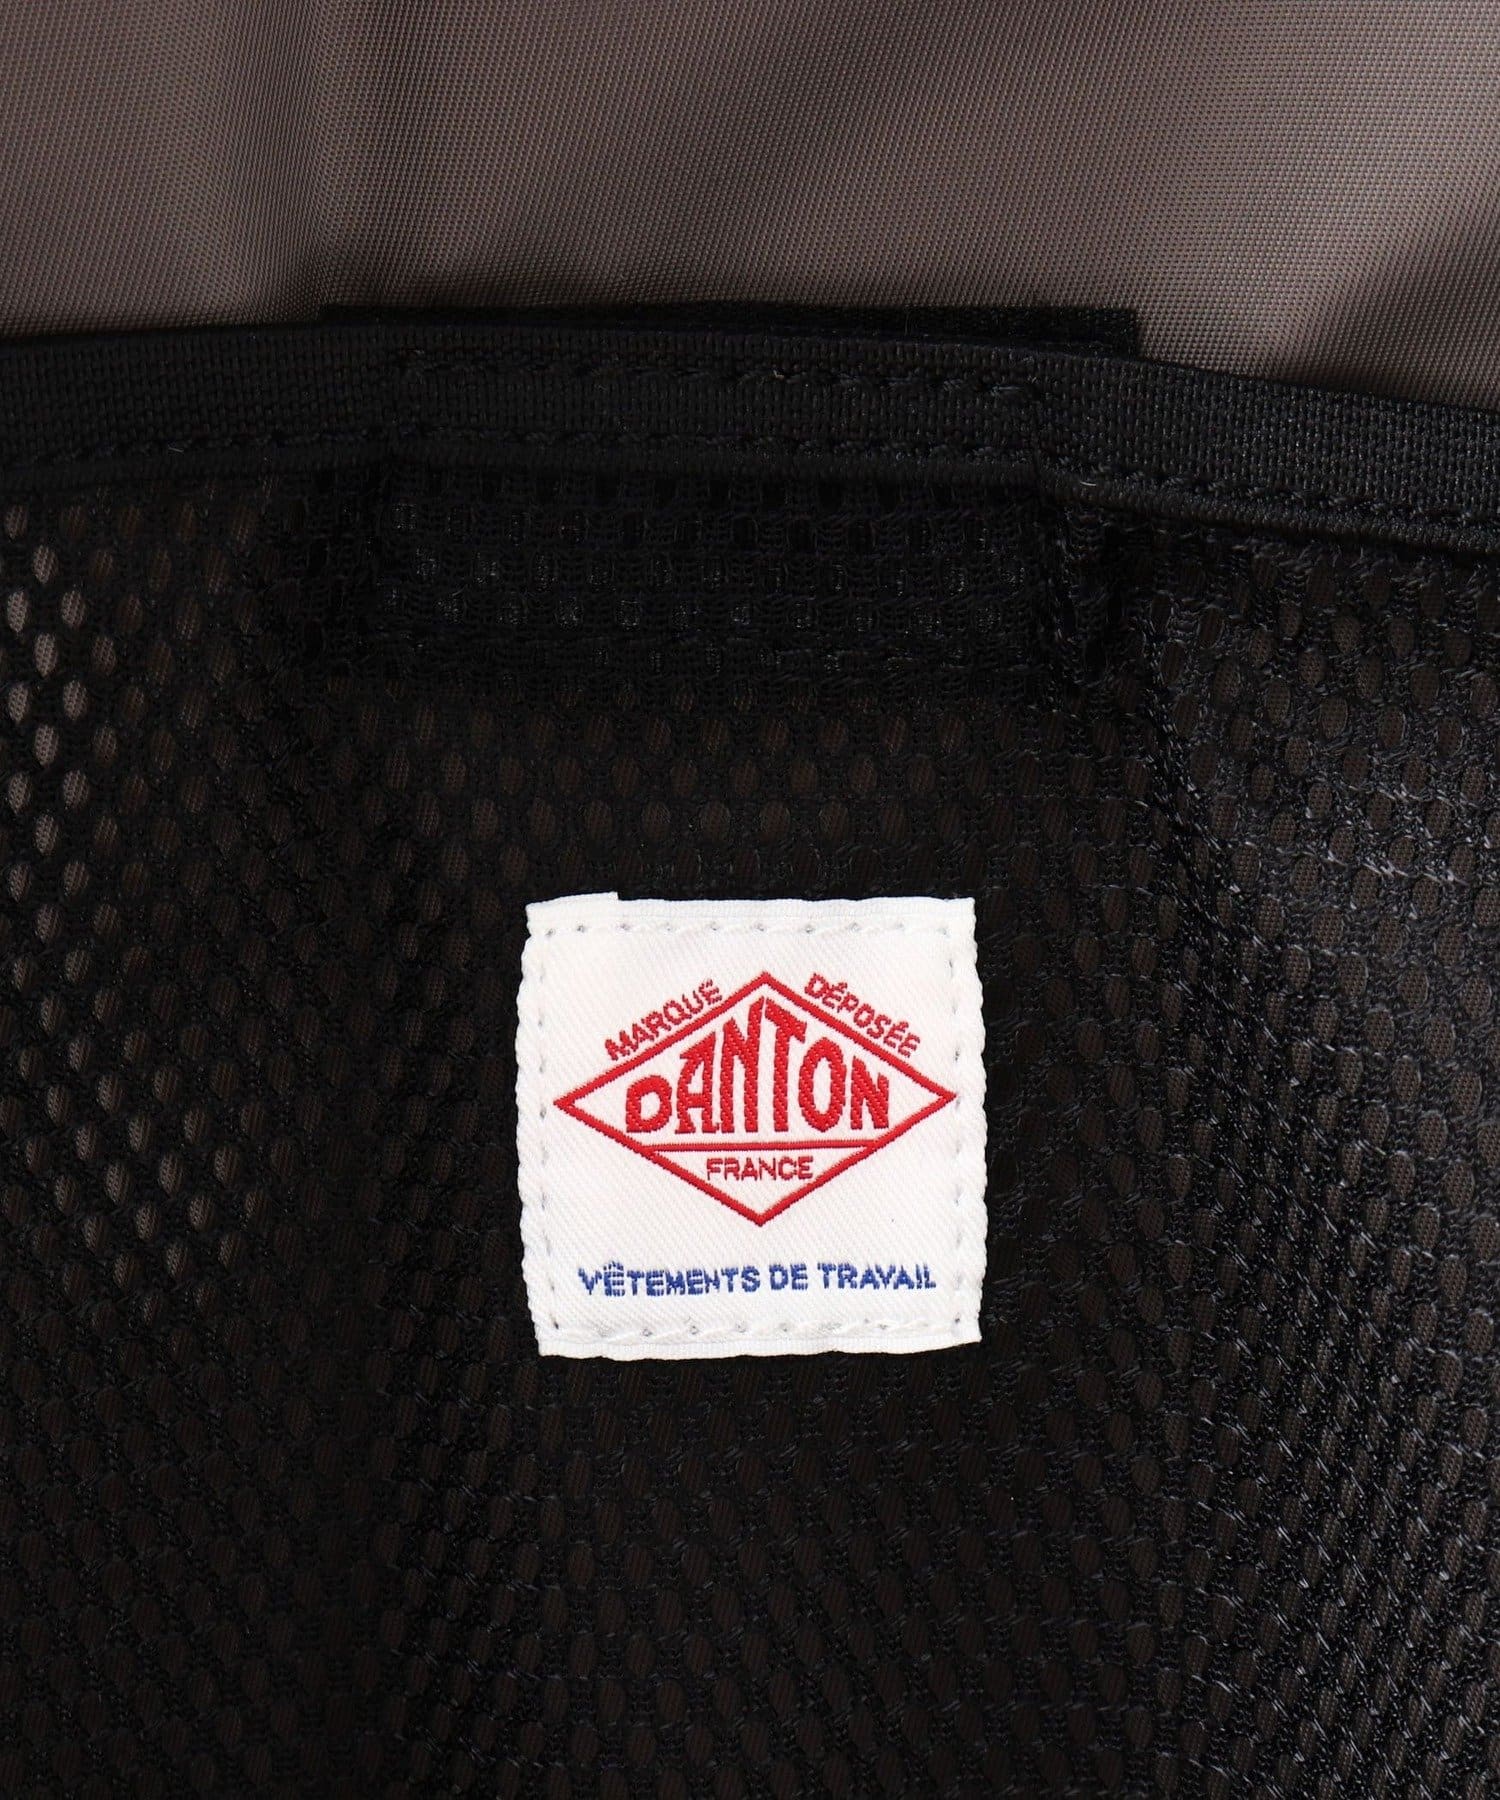 MARQUE DÉPOSÉE
DANTON
FRANCE
VÊTEMENTS DE TRAVAIL